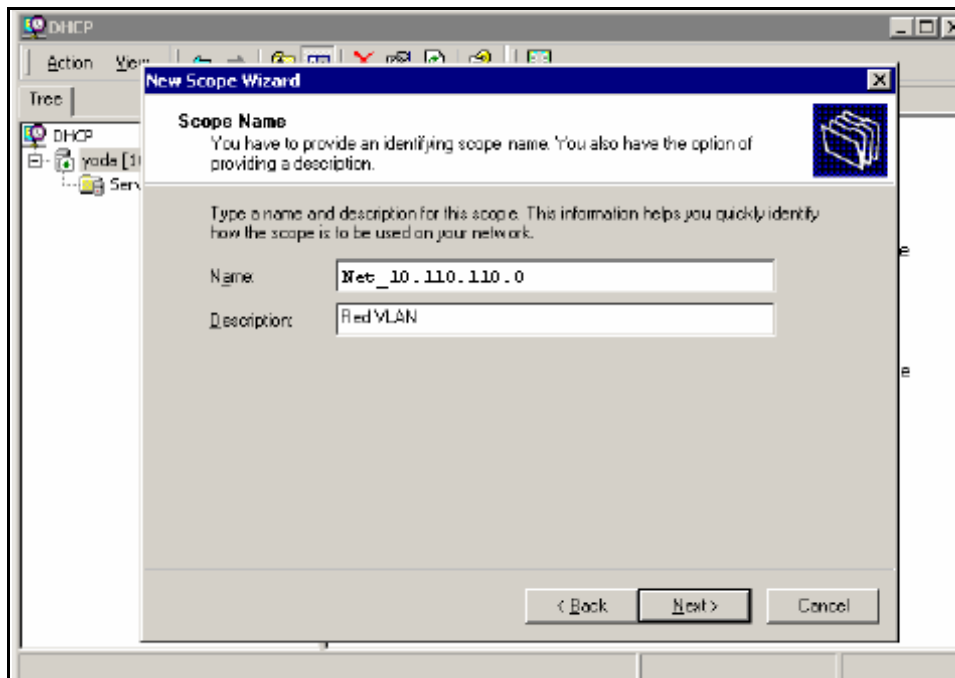 DHCP
Action View
New Scope Wizard
Tree
Scope Name
You have to provide an identifying scope name. You also have the option of
providing a description.
DHCP
yoda [1
Serv
Type a name and description for this scope. This information helps you quickly identify
how the scope is to be used on your network.
Name: Net_10.110.110.0
Description: Red VLAN
e
e
< Back Next > Cancel